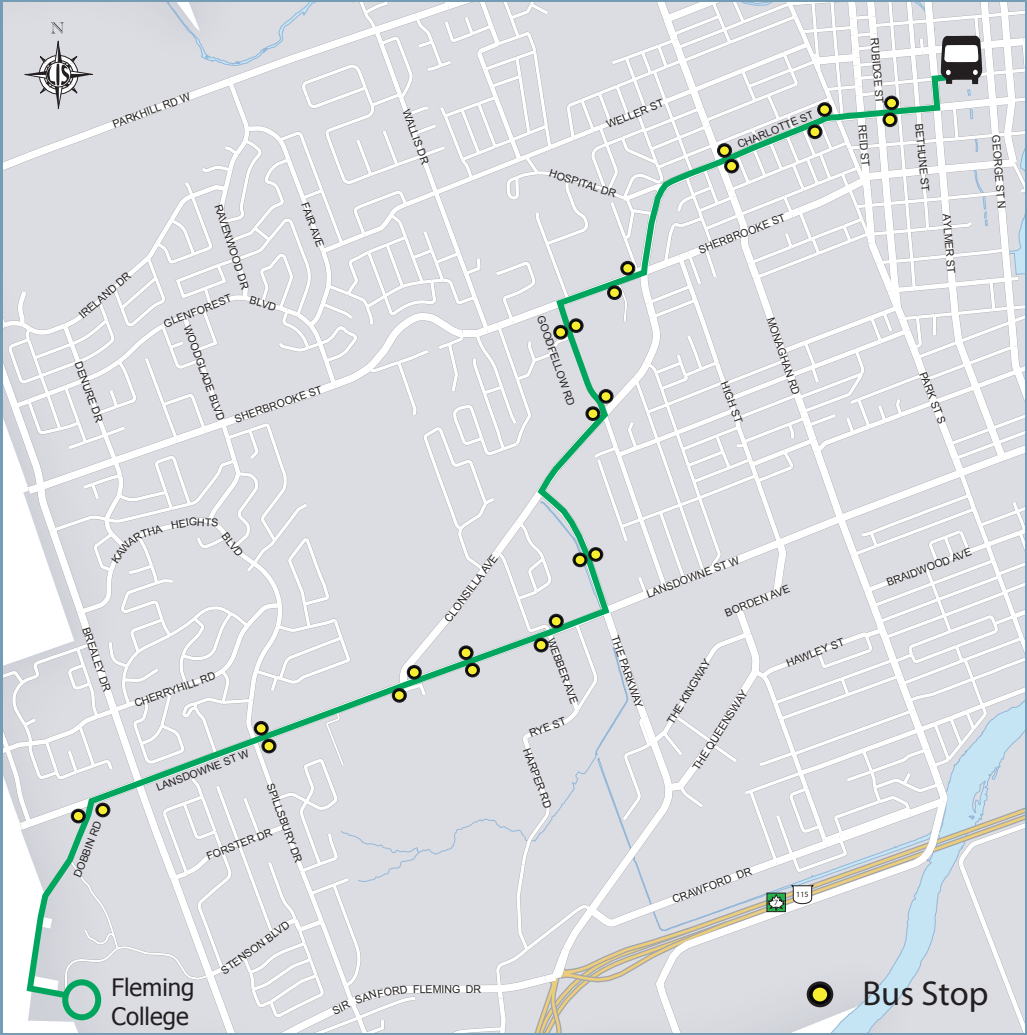 N
GIS
PARKHILL RD W
WALLIS DR
WELLER ST
CHARLOTTE ST
RUBIDGE ST
REID ST
BETHUNE ST
GEORGE ST N
AYLMER ST
HOSPITAL DR
SHERBROOKE ST
RAVENWOOD DR
FAIR AVE
IRELAND DR
GLENFOREST BLVD
WOODGLADE BLVD
DENURE DR
SHERBROOKE ST
GOODFELLOW RD
MONAGHAN RD
HIGH ST
PARK ST S
KAWARTHA HEIGHTS BLVD
CLONSILLA AVE
LANSDOWNE ST W
BRAIDWOOD AVE
BORDEN AVE
HAWLEY ST
BREALEY DR
CHERRYHILL RD
WEBBER AVE
THE PARKWAY
THE KINGWAY
THE QUEENSWAY
RYE ST
HARPER RD
LANSDOWNE ST W
SPILLSBURY DR
FORSTER DR
DOBBIN RD
CRAWFORD DR
115
STENSON BLVD
SIR SANFORD FLEMING DR
Fleming
College
Bus Stop